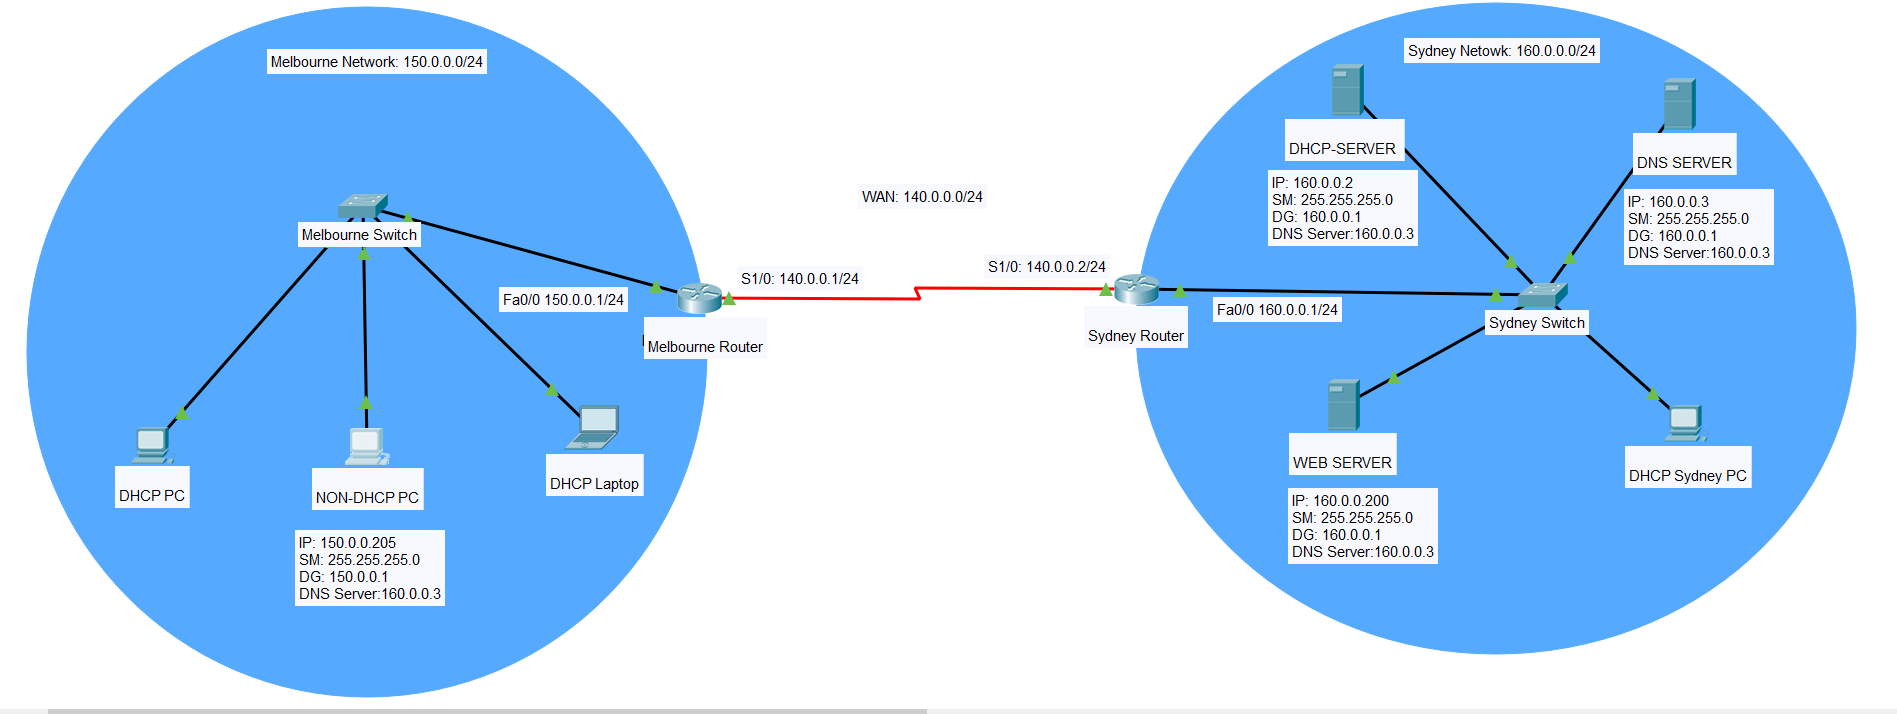 Melbourne Network: 150.0.0.0/24
Melbourne Switch
Fa0/0 150.0.0.1/24
Melbourne Router
DHCP PC
NON-DHCP PC
IP: 150.0.0.205
SM: 255.255.255.0
DG: 150.0.0.1
DNS Server:160.0.0.3
DHCP Laptop
WAN: 140.0.0.0/24
S1/0: 140.0.0.1/24
S1/0: 140.0.0.2/24
Sydney Netowk: 160.0.0.0/24
DHCP-SERVER
IP: 160.0.0.2
SM: 255.255.255.0
DG: 160.0.0.1
DNS Server:160.0.0.3
DNS SERVER
IP: 160.0.0.3
SM: 255.255.255.0
DG: 160.0.0.1
DNS Server:160.0.0.3
Sydney Router
Fa0/0 160.0.0.1/24
Sydney Switch
WEB SERVER
IP: 160.0.0.200
SM: 255.255.255.0
DG: 160.0.0.1
DNS Server:160.0.0.3
DHCP Sydney PC